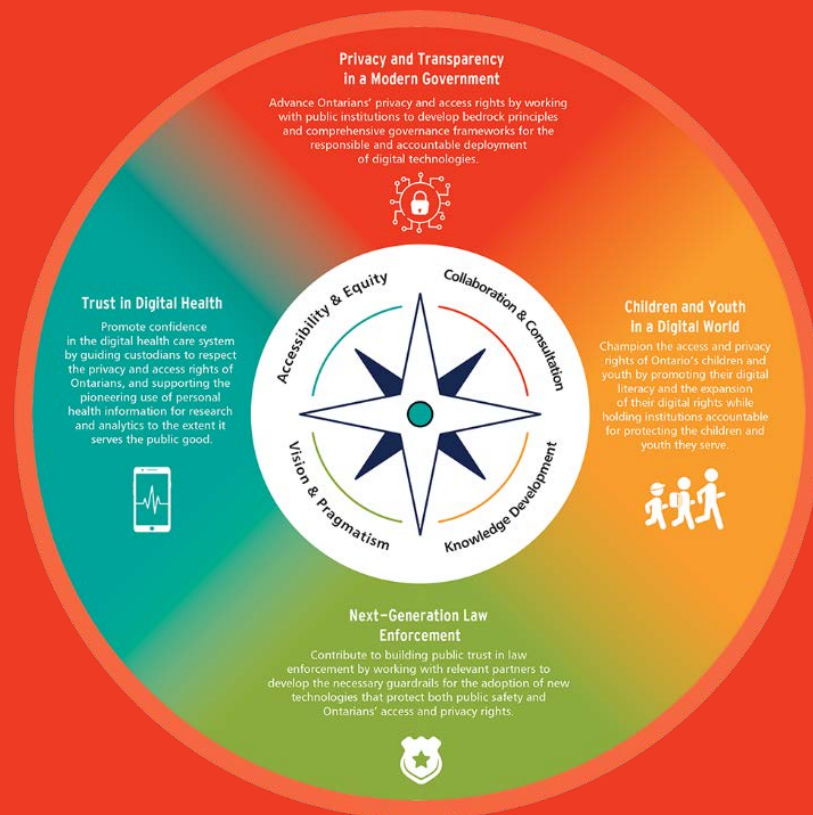 Privacy and Transparency
in a Modern Government
Advance Ontarians' privacy and access rights by working
with public institutions to develop bedrock principles
and comprehensive governance frameworks for the
responsible and accountable deployment
of digital technologies.
Trust in Digital Health
Promote confidence
in the digital health care system
by guiding custodians to respect
the privacy and access rights of
Ontarians, and supporting the
pioneering use of personal
health information for research
and analytics to the extent it
serves the public good.
Accessibility & Equity
Collaboration & Consultation
Vision & Pragmatism
Knowledge Development
Children and Youth
in a Digital World
Champion the access and privacy
rights of Ontario's children and
youth by promoting their digital
literacy and the expansion
of their digital rights while
holding institutions accountable
for protecting the children and
youth they serve.
Next-Generation Law
Enforcement
Contribute to building public trust in law
enforcement by working with relevant partners to
develop the necessary guardrails for the adoption of new
technologies that protect both public safety and
Ontarians' access and privacy rights.